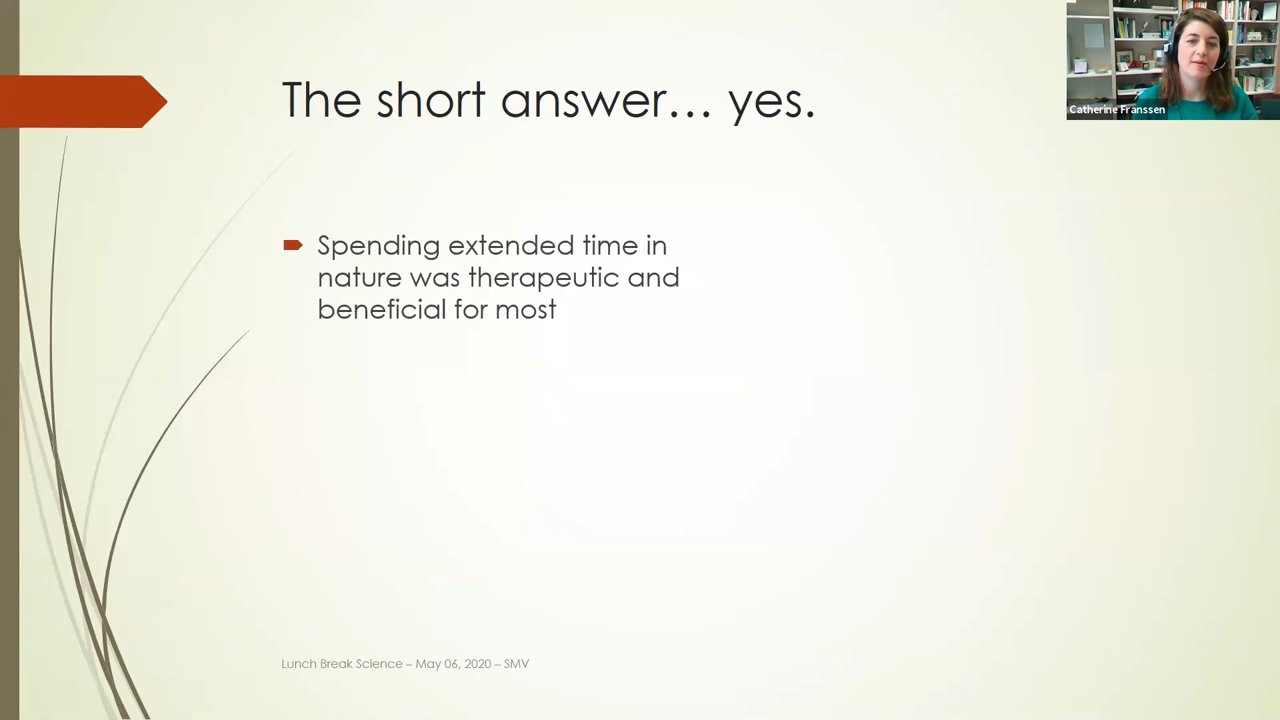 The short answer… yes.
Catherine Franssen
Spending extended time in
nature was therapeutic and
beneficial for most
Lunch Break Science – May 06, 2020 – SMV